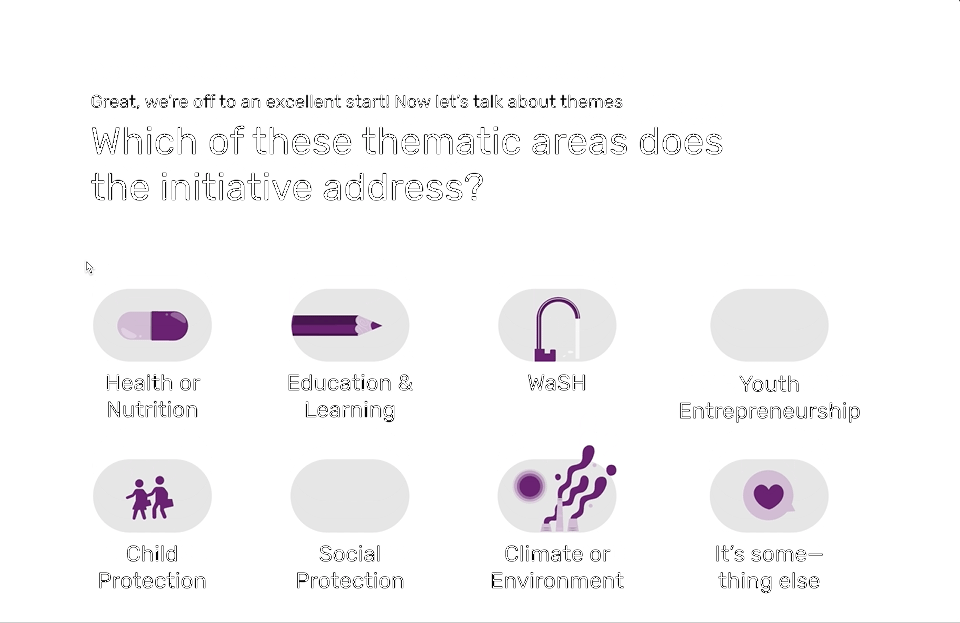 Great, we're off to an excellent start! Now let's talk about themes
Which of these thematic areas does
the initiative address?
Health or
Nutrition
Education &
Learning
WaSH
Youth
Entrepreneurship
Child
Protection
Social
Protection
Climate or
Environment
It's some—
thing else